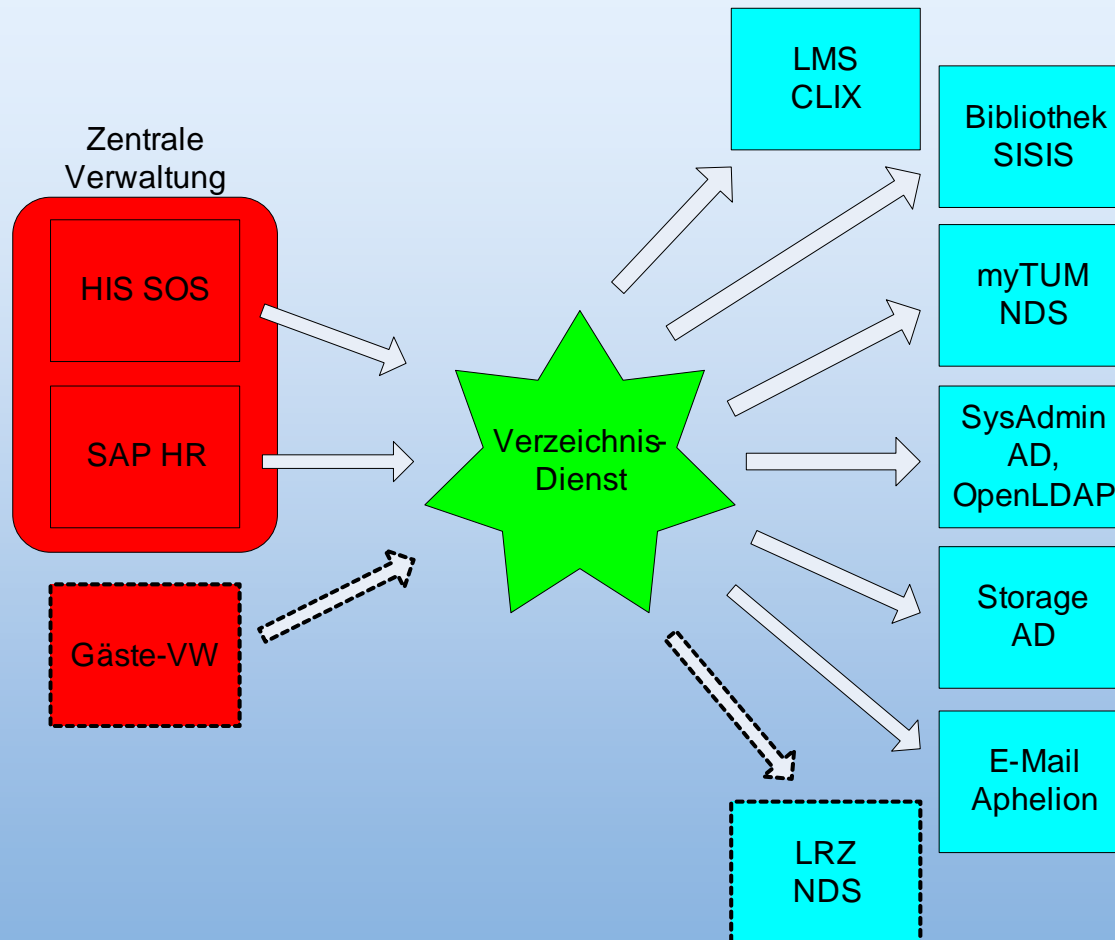 Zentrale
Verwaltung
HIS SOS
SAP HR
Gäste-VW
Verzeichnis-
Dienst
LMS
CLIX
Bibliothek
SISIS
myTUM
NDS
SysAdmin
AD,
OpenLDAP
Storage
AD
E-Mail
Aphelion
LRZ
NDS